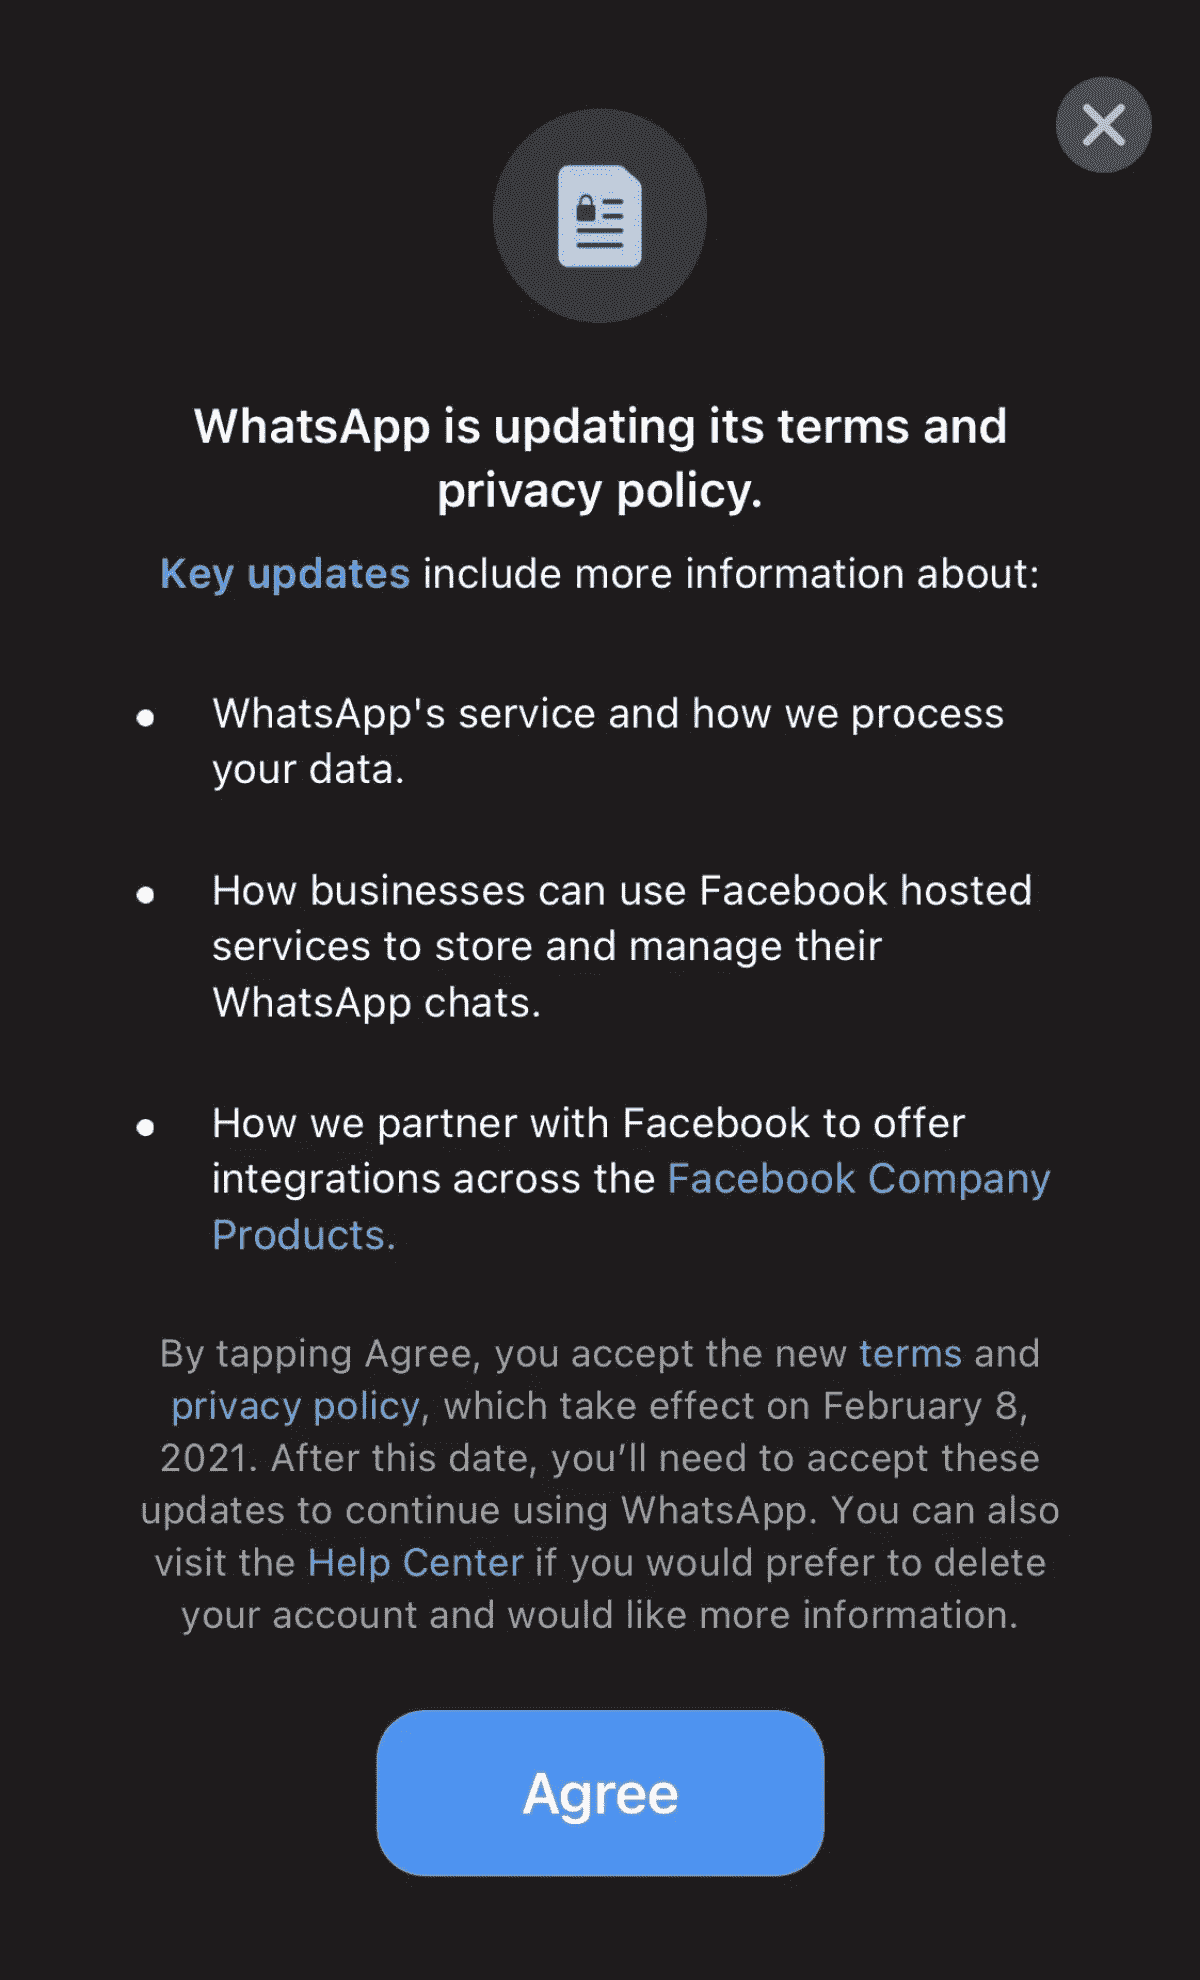 WhatsApp is updating its terms and
privacy policy.
Key updates include more information about:
• WhatsApp's service and how we process
your data.
• How businesses can use Facebook hosted
services to store and manage their
WhatsApp chats.
• How we partner with Facebook to offer
integrations across the Facebook Company
Products.
By tapping Agree, you accept the new terms and
privacy policy, which take effect on February 8,
2021. After this date, you’ll need to accept these
updates to continue using WhatsApp. You can also
visit the Help Center if you would prefer to delete
your account and would like more information.
Agree